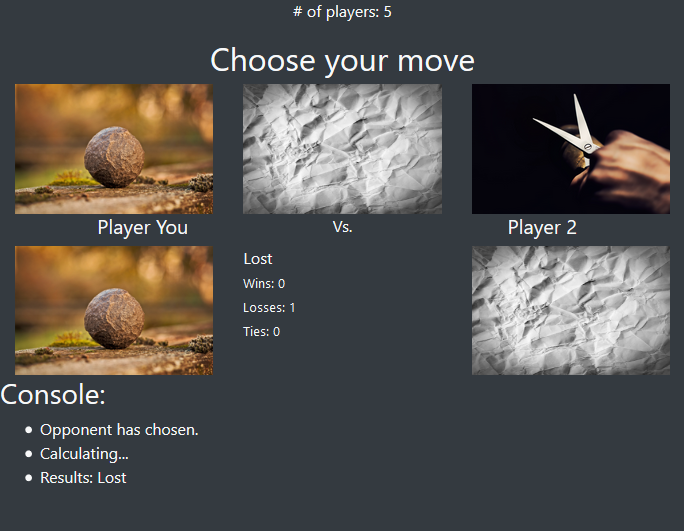 # of players: 5
Choose your move
Player You
Vs.
Player 2
Lost
Wins: 0
Losses: 1
Ties: 0
Console:
Opponent has chosen.
Calculating...
Results: Lost